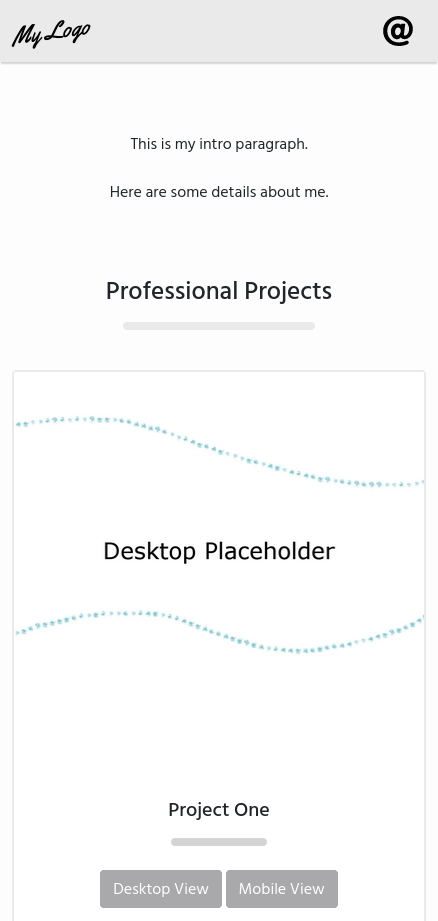 My Logo
@
This is my intro paragraph.
Here are some details about me.
Professional Projects
Desktop Placeholder
Project One
Desktop View
Mobile View